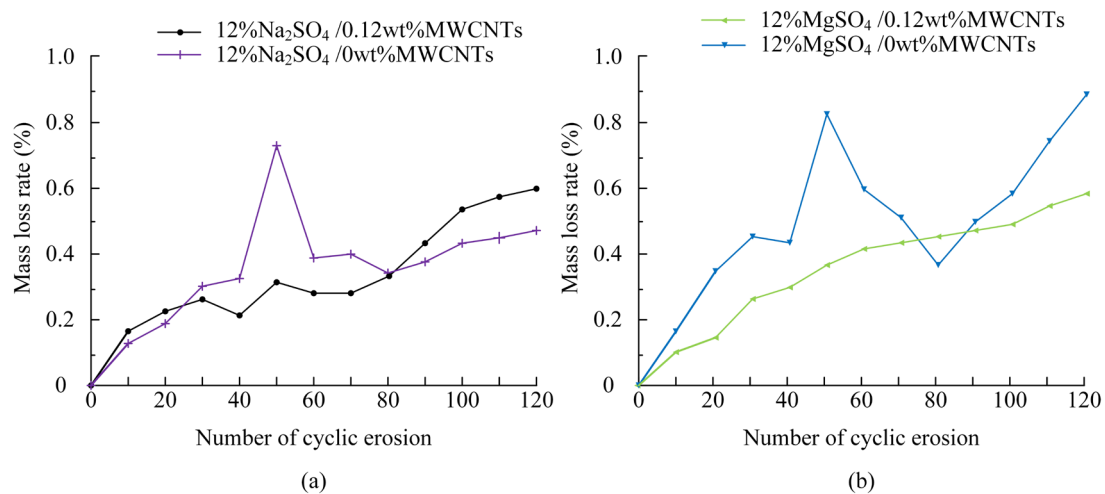 12%Na₂SO₄ /0.12wt%MWCNTs
12%Na₂SO₄ /0wt%MWCNTs
1.0
0.8
0.6
0.4
0.2
0
Mass loss rate (%)
0 20 40 60 80 100 120
Number of cyclic erosion
(a)
12%MgSO₄ /0.12wt%MWCNTs
12%MgSO₄ /0wt%MWCNTs
1.0
0.8
0.6
0.4
0.2
0
Mass loss rate (%)
0 20 40 60 80 100 120
Number of cyclic erosion
(b)